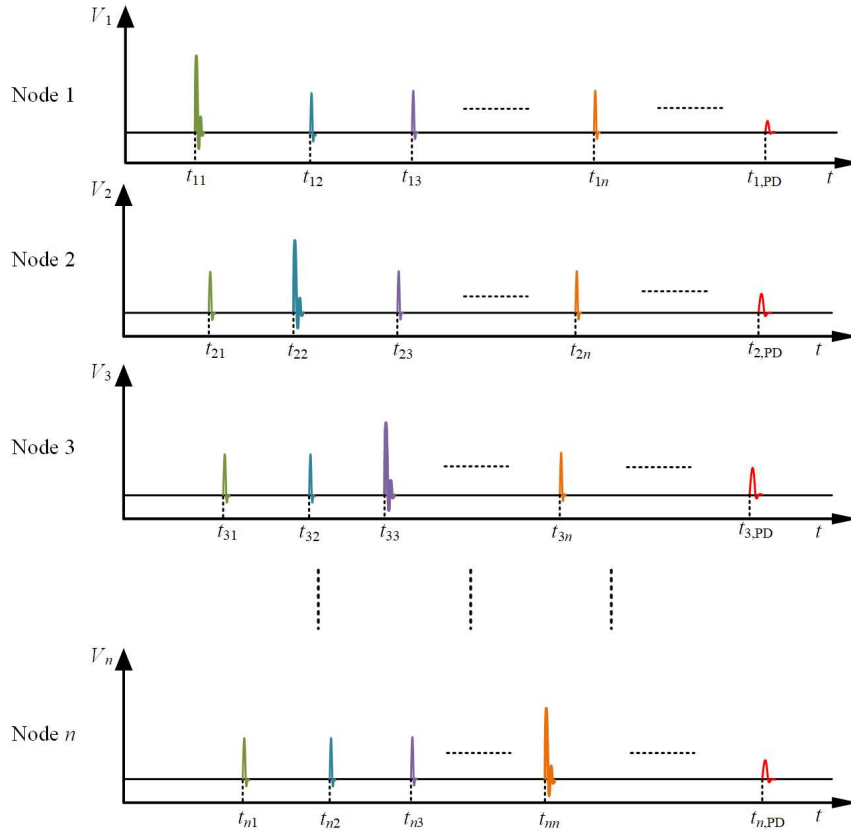 V1
Node 1
t11 t12 t13 t1n t1,PD t
V2
Node 2
t21 t22 t23 t2n t2,PD t
V3
Node 3
t31 t32 t33 t3n t3,PD t
Vn
Node n
tn1 tn2 tn3 tnn tn,PD t